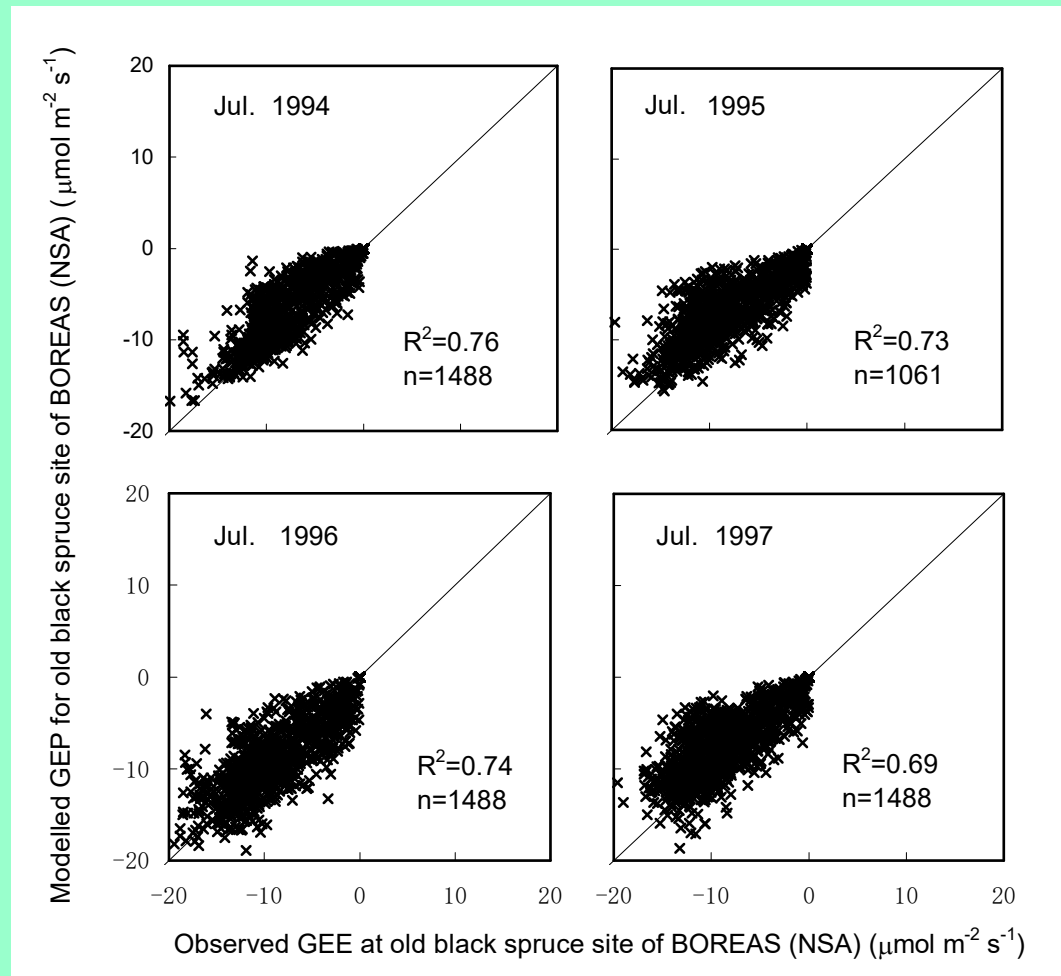 Modelled GEP for old black spruce site of BOREAS (NSA) (μmol m⁻² s⁻¹)
20
10
0
-10
-20
Jul. 1994
R²=0.76
n=1488
Jul. 1995
R²=0.73
n=1061
20
10
0
−10
−20
Jul. 1996
R²=0.74
n=1488
Jul. 1997
R²=0.69
n=1488
−20 −10 0 10 20
−20 −10 0 10 20
Observed GEE at old black spruce site of BOREAS (NSA) (μmol m⁻² s⁻¹)